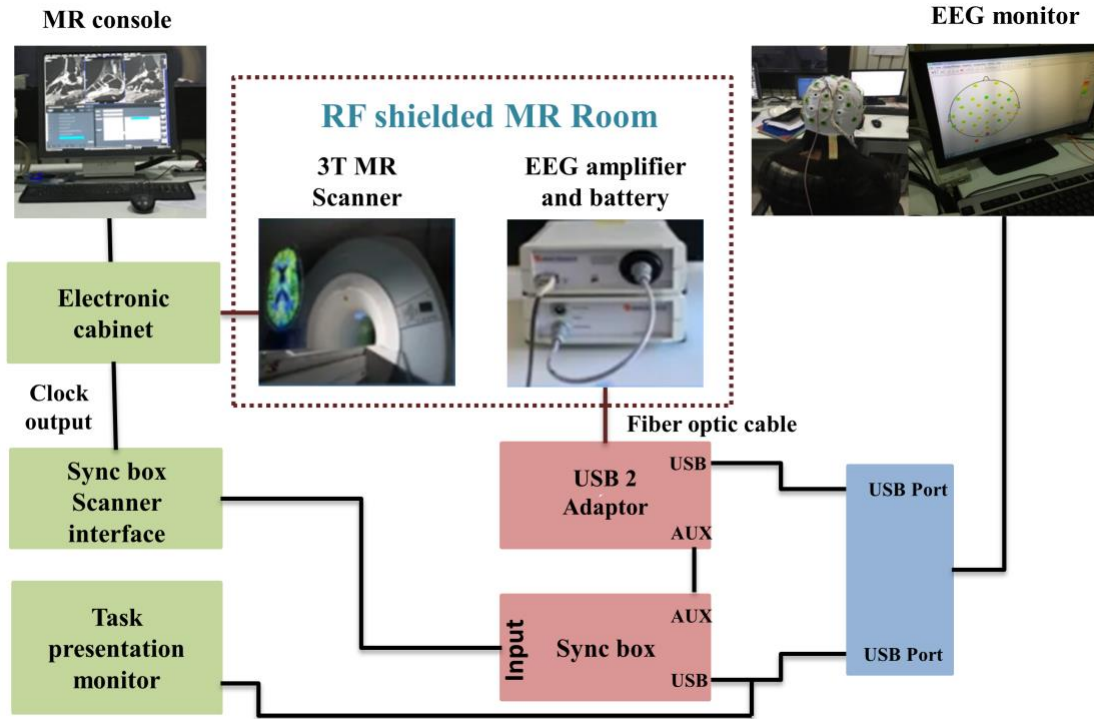 MR console
EEG monitor
RF shielded MR Room
3T MR
Scanner
EEG amplifier
and battery
Electronic
cabinet
Clock
output
Fiber optic cable
Sync box
Scanner
interface
USB 2
Adaptor
USB
AUX
USB Port
Task
presentation
monitor
Input
Sync box
AUX
USB
USB Port